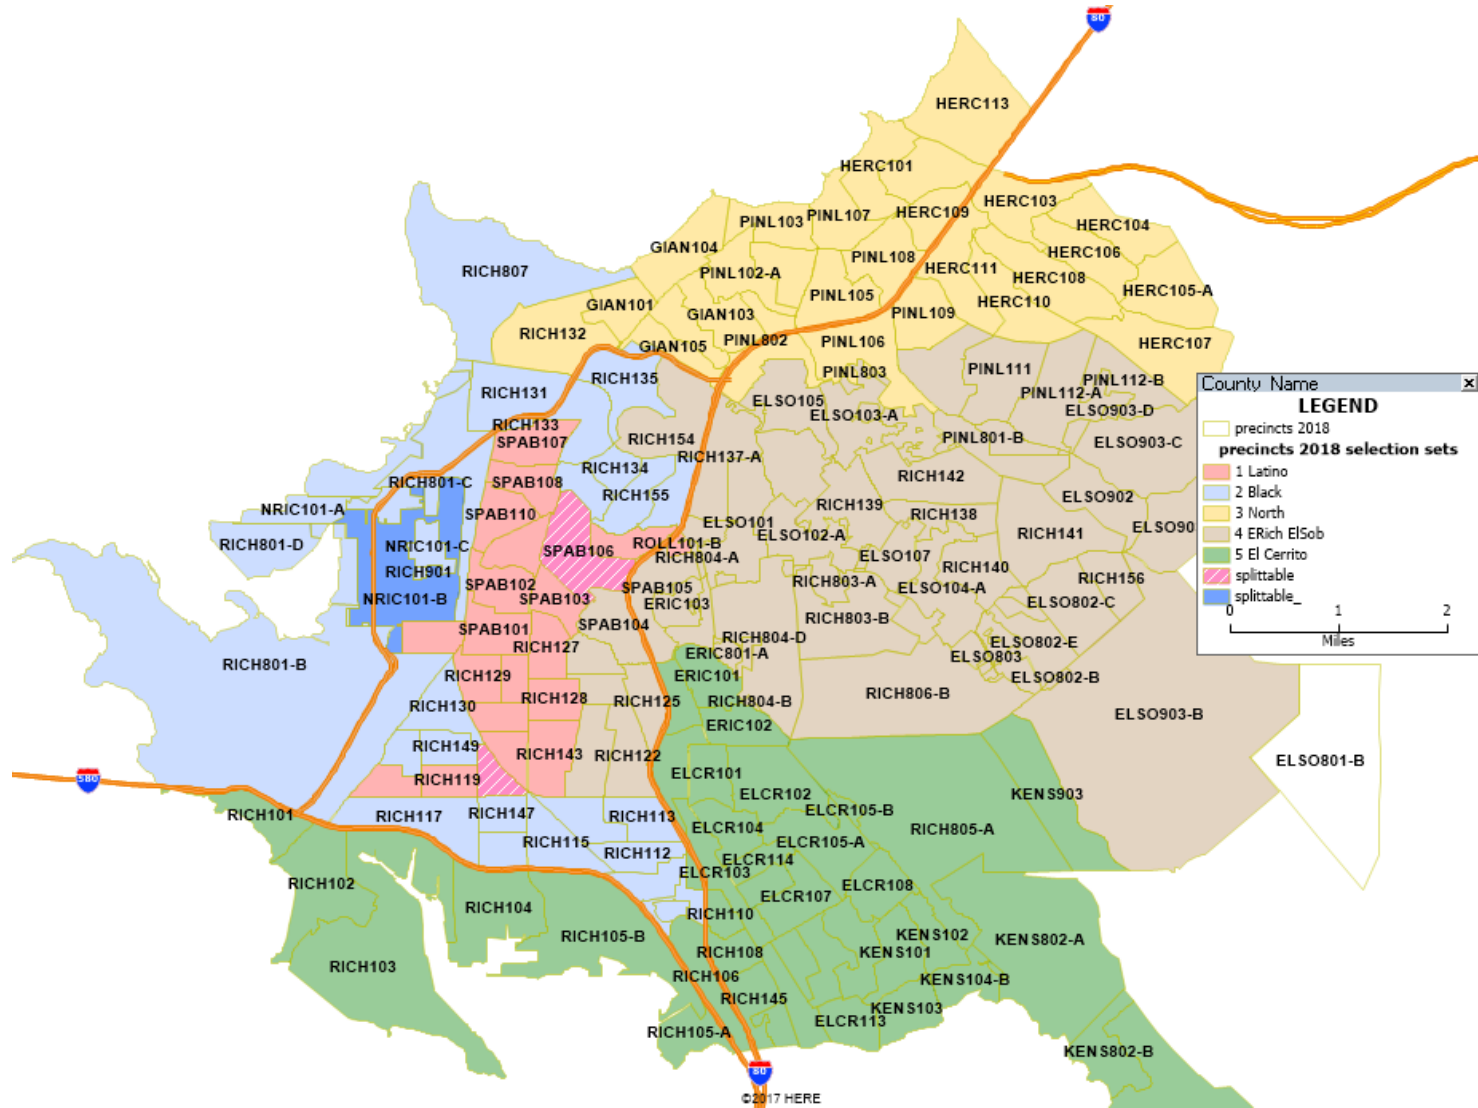 80
HERC113
HERC101
HERC103
PINL103
PINL107
HERC109
HERC104
GIAN104
HERC106
PINL108
RICH807
PINL102-A
HERC111
HERC108
HERC105-A
PINL105
HERC110
GIAN101
GIAN103
PINL109
RICH132
PINL802
PINL106
HERC107
GIAN105
PINL803
PINL111
RICH135
PINL112-B
RICH131
PINL112-A
ELSO105
ELSO903-D
ELSO103-A
RICH133
SPAB107
RICH154
PINL801-B
ELSO903-C
RICH137-A
RICH134
RICH142
RICH801-C
SPAB108
RICH155
ELSO902
NRIC101-A
RICH139
SPAB110
RICH138
ELSO101
ELSO90
ELSO102-A
RICH141
RICH801-D
NRIC101-C
SPAB106
ROLL101-B
RICH804-A
ELSO107
RICH901
RICH140
RICH156
SPAB102
RICH803-A
SPAB105
ELSO104-A
NRIC101-B
SPAB103
ERIC103
ELSO802-C
RICH803-B
SPAB101
SPAB104
RICH804-D
RICH127
ELSO802-E
ERIC801-A
ELSO803
RICH801-B
RICH129
ERIC101
ELSO802-B
RICH806-B
RICH128
RICH125
RICH804-B
RICH130
ELSO903-B
ERIC102
RICH149
RICH143
RICH122
ELSO801-B
ELCR101
RICH119
580
ELCR102
KENS903
ELCR105-B
RICH101
RICH117
RICH147
RICH113
ELCR104
RICH805-A
RICH115
ELCR105-A
RICH112
ELCR114
ELCR103
RICH102
ELCR108
ELCR107
RICH104
RICH110
RICH105-B
KENS102
KENS802-A
RICH108
KENS101
RICH103
RICH106
KENS104-B
RICH145
KENS103
ELCR113
RICH105-A
KENS802-B
80
©2017 HERE
County_Name
LEGEND
precincts 2018
precincts 2018 selection sets
1 Latino
2 Black
3 North
4 ERich ElSob
5 El Cerrito
splittable
splittable_
0 1 2
Miles